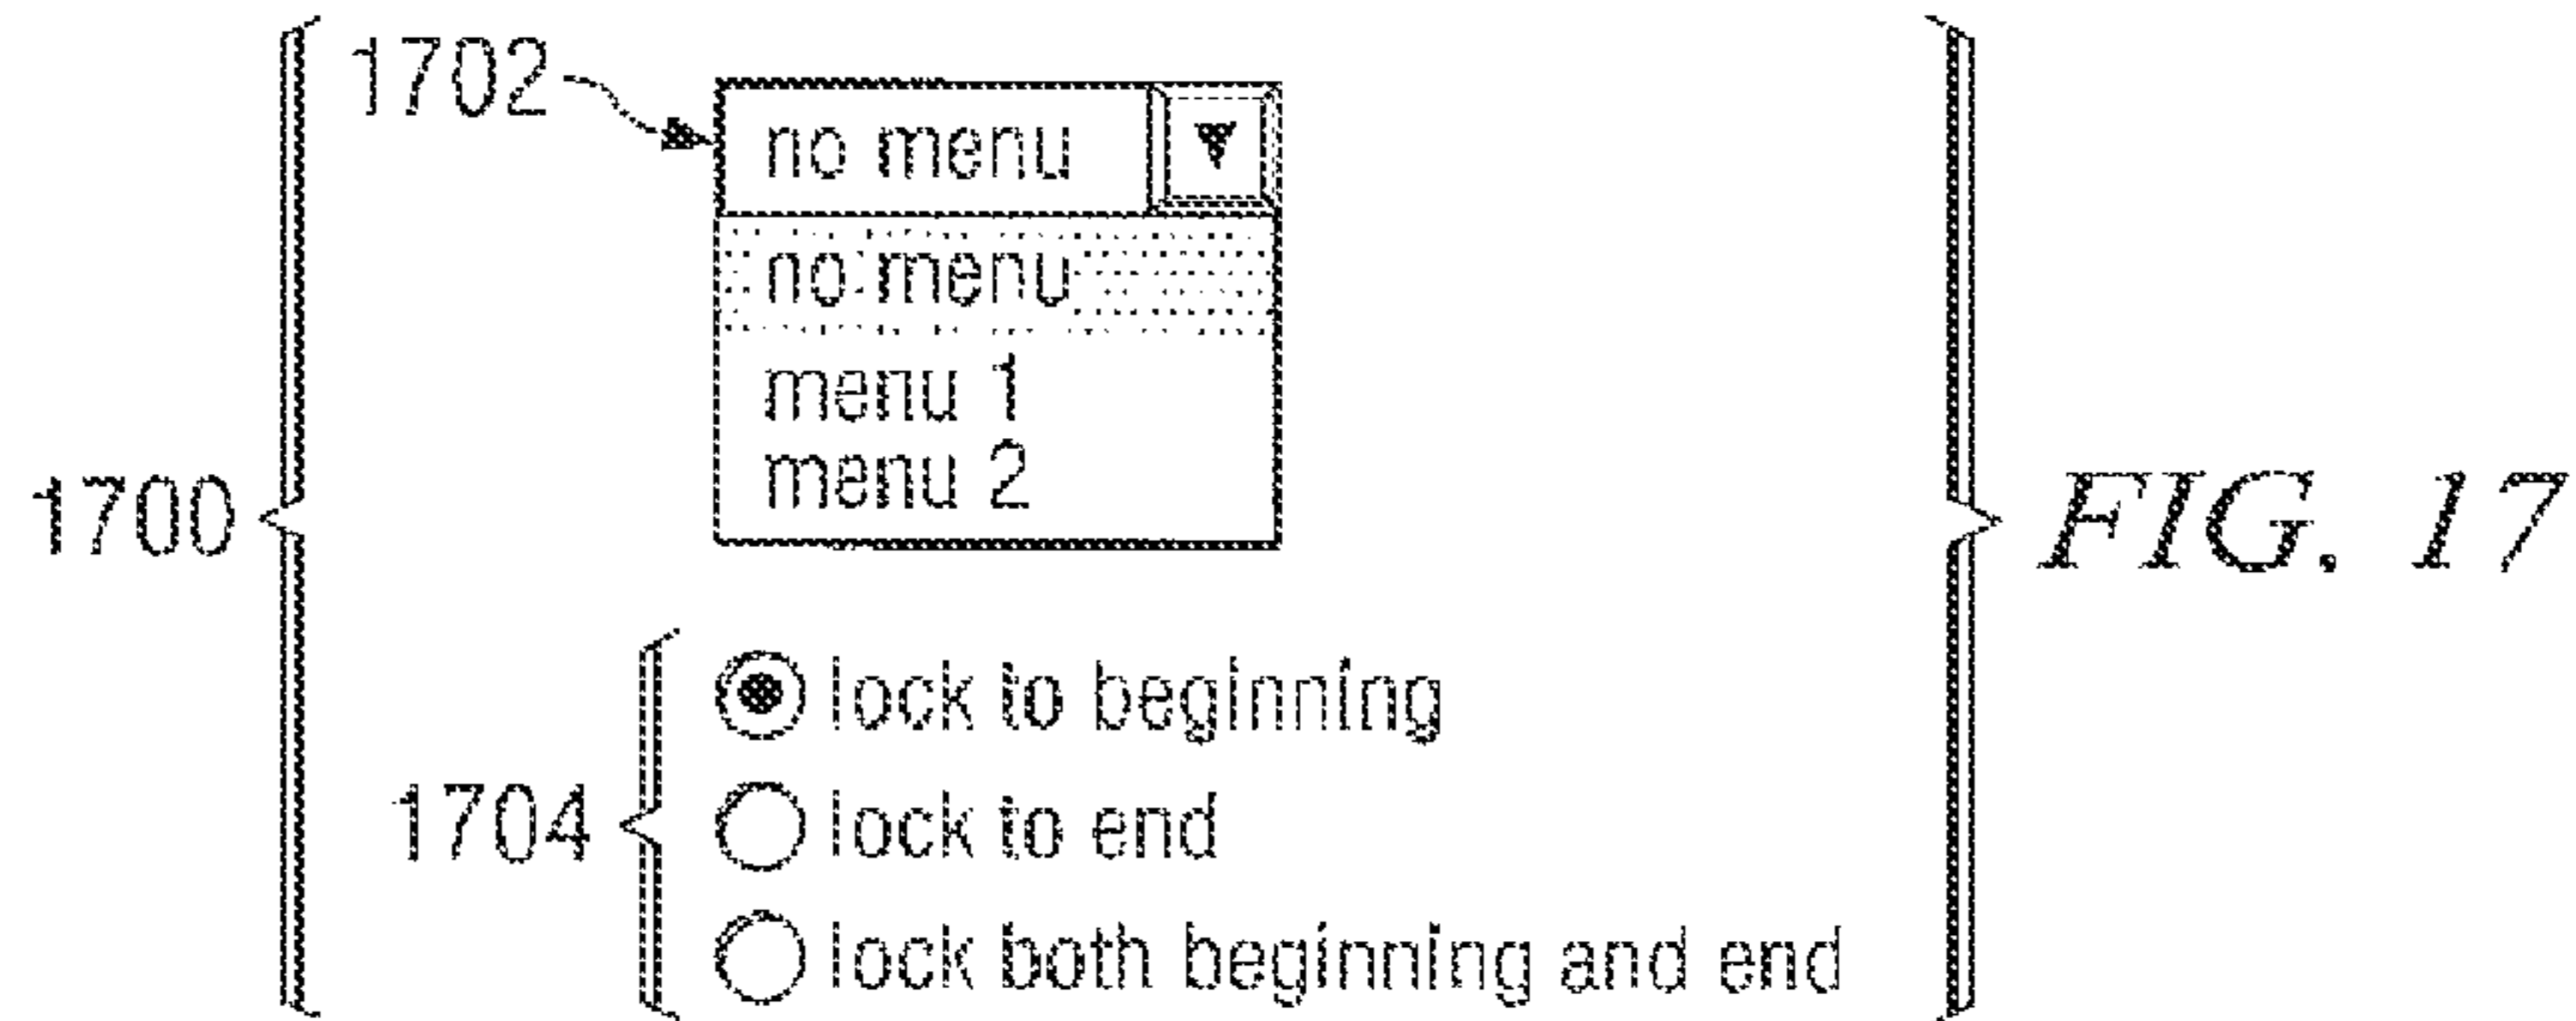 1702
no menu
no menu
menu 1
menu 2
1700
FIG. 17
1704
lock to beginning
lock to end
lock both beginning and end